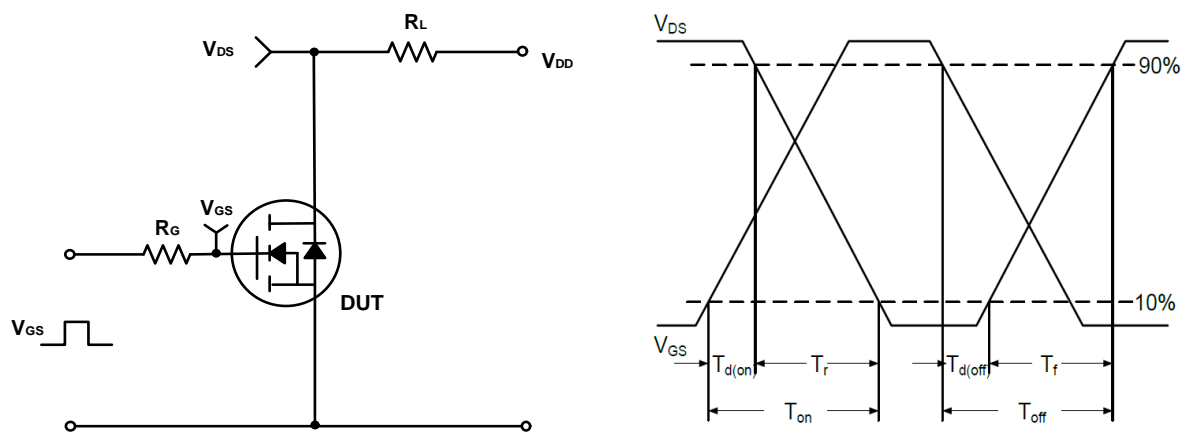 RL
VDS
VDD
VGS
RG
DUT
VGS
VDS
90%
10%
VGS
Td(on)
Tr
Td(off)
Tf
Ton
Toff